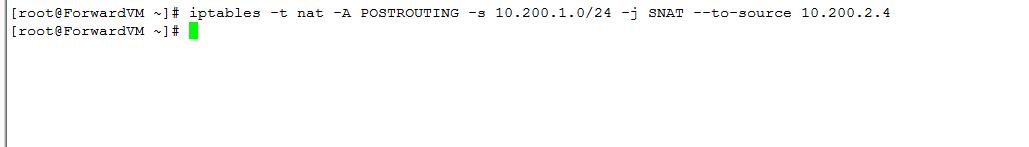 [root@ForwardVM ~]# iptables -t nat -A POSTROUTING -s 10.200.1.0/24 -j SNAT --to-source 10.200.2.4
[root@ForwardVM ~]#